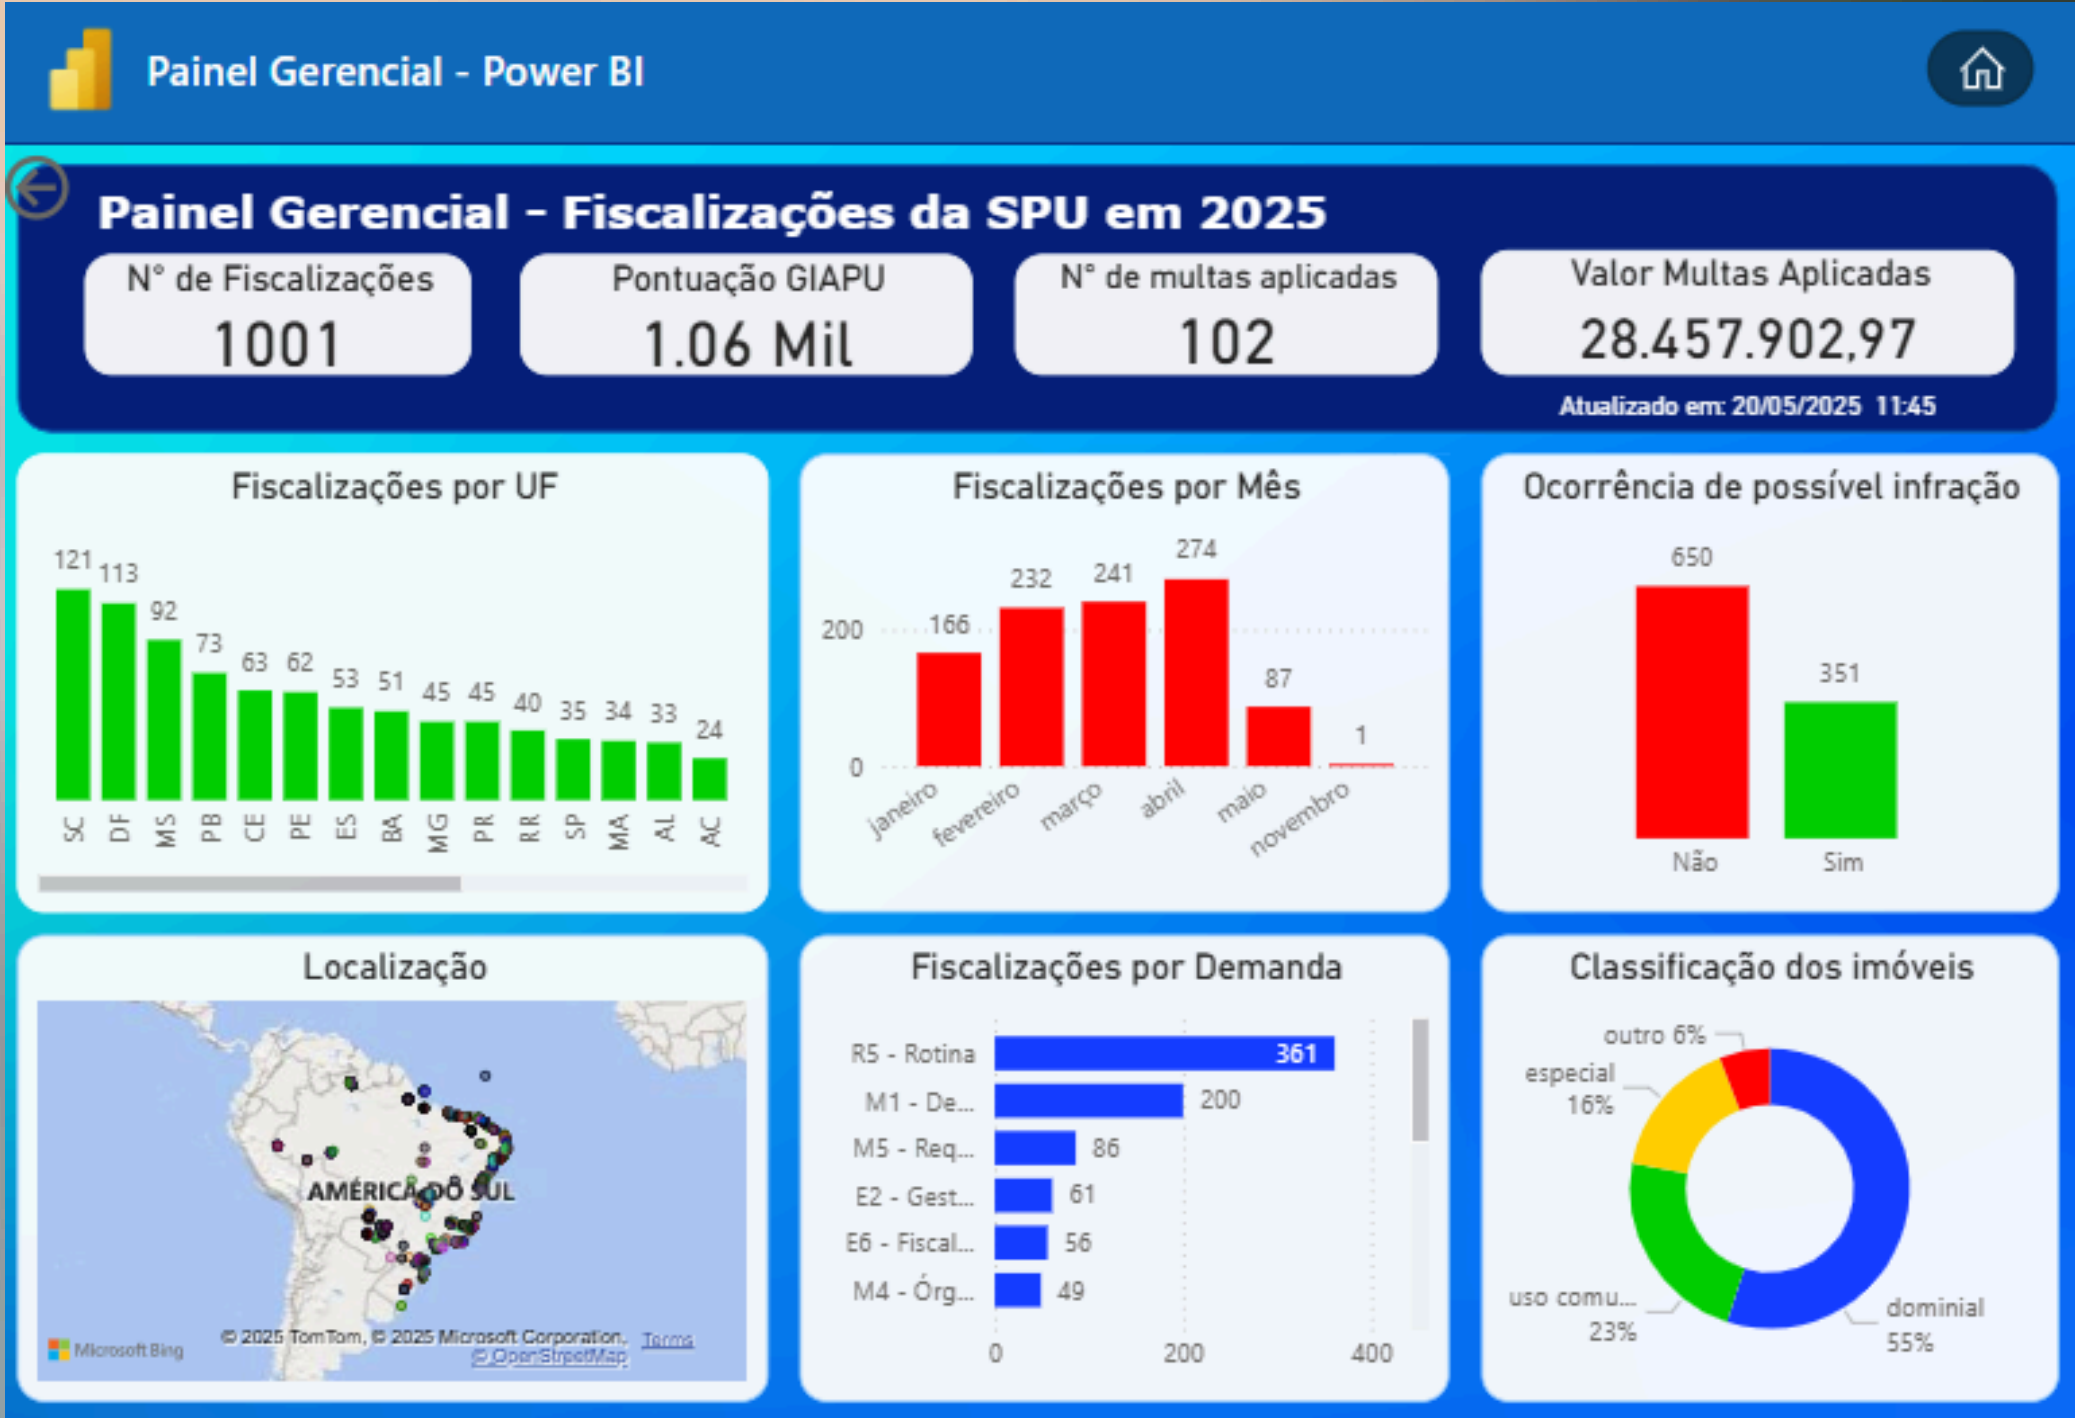 Painel Gerencial - Power BI
Painel Gerencial - Fiscalizações da SPU em 2025
N° de Fiscalizações
1001
Pontuação GIAPU
1.06 Mil
N° de multas aplicadas
102
Valor Multas Aplicadas
28.457.902,97
Atualizado em: 20/05/2025 11:45
Fiscalizações por UF
121
113
92
73
63
62
53
51
45
45
40
35
34
33
24
SC
DF
MS
PB
CE
PE
ES
BA
MG
PR
RR
SP
MA
AL
AC
Fiscalizações por Mês
274
232
241
200
166
87
1
0
janeiro
fevereiro
março
abril
maio
novembro
Ocorrência de possível infração
650
351
Não
Sim
Localização
AMÉRICA DO SUL
Microsoft Bing
© 2025 TomTom, © 2025 Microsoft Corporation, Terms
© OpenStreetMap
Fiscalizações por Demanda
R5 - Rotina 361
M1 - De... 200
M5 - Req... 86
E2 - Gest... 61
E6 - Fiscal... 56
M4 - Órg... 49
0 200 400
Classificação dos imóveis
outro 6%
especial
16%
uso comu...
23%
dominial
55%